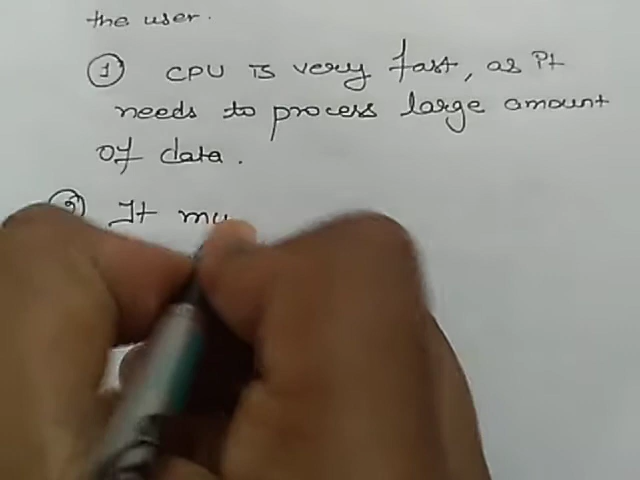 the user.
① CPU is very fast, as it
needs to process large amount
of data.
② It mu